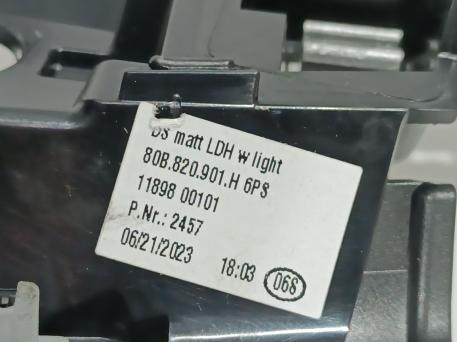 DS matt LDH w light
80B.820.901.H 6PS
11898 00101
P.Nr.: 2457
06/21/2023 18:03 06S